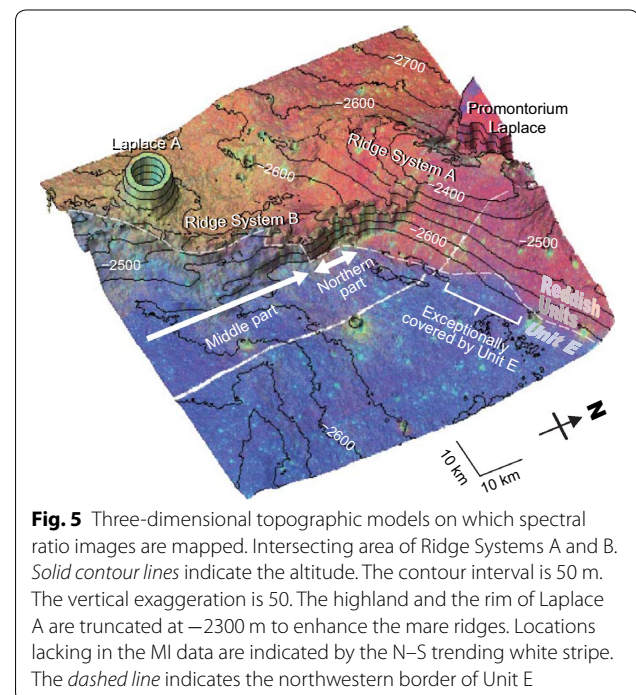 −2700
−2600
Promontorium
Laplace
Laplace A
Ridge System A
−2600
−2400
Ridge System B
−2600
−2500
−2500
Northern
part
Middle part
Exceptionally
covered by Unit E
Reddish
Units
Unit E
−2600
N
10 km
10 km
Fig. 5 Three-dimensional topographic models on which spectral
ratio images are mapped. Intersecting area of Ridge Systems A and B.
Solid contour lines indicate the altitude. The contour interval is 50 m.
The vertical exaggeration is 50. The highland and the rim of Laplace
A are truncated at −2300 m to enhance the mare ridges. Locations
lacking in the MI data are indicated by the N–S trending white stripe.
The dashed line indicates the northwestern border of Unit E